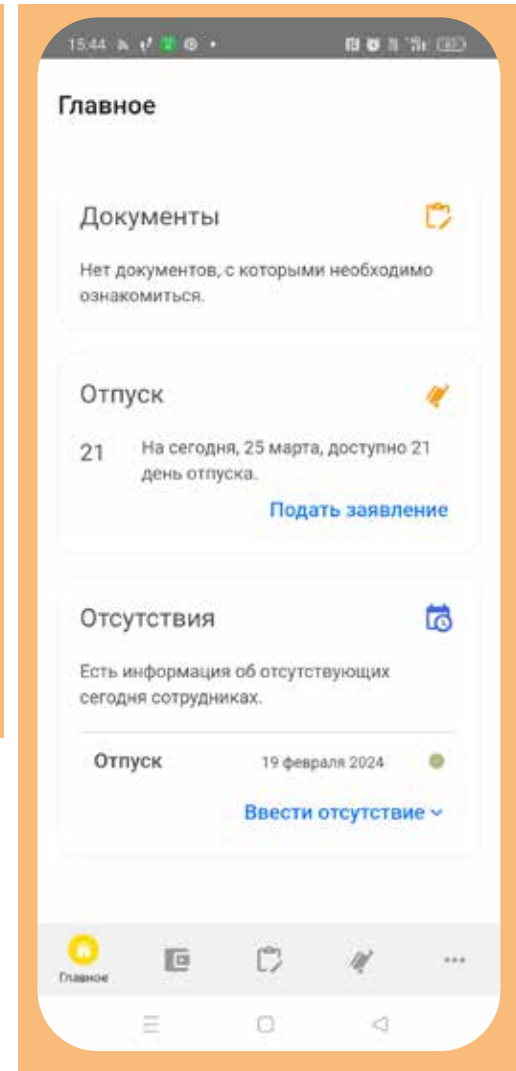 15:44
Главное
Документы
Нет документов, с которыми необходимо
ознакомиться.
Отпуск
21
На сегодня, 25 марта, доступно 21
день отпуска.
Подать заявление
Отсутствия
Есть информация об отсутствующих
сегодня сотрудниках.
Отпуск 19 февраля 2024
Ввести отсутствие
Главное